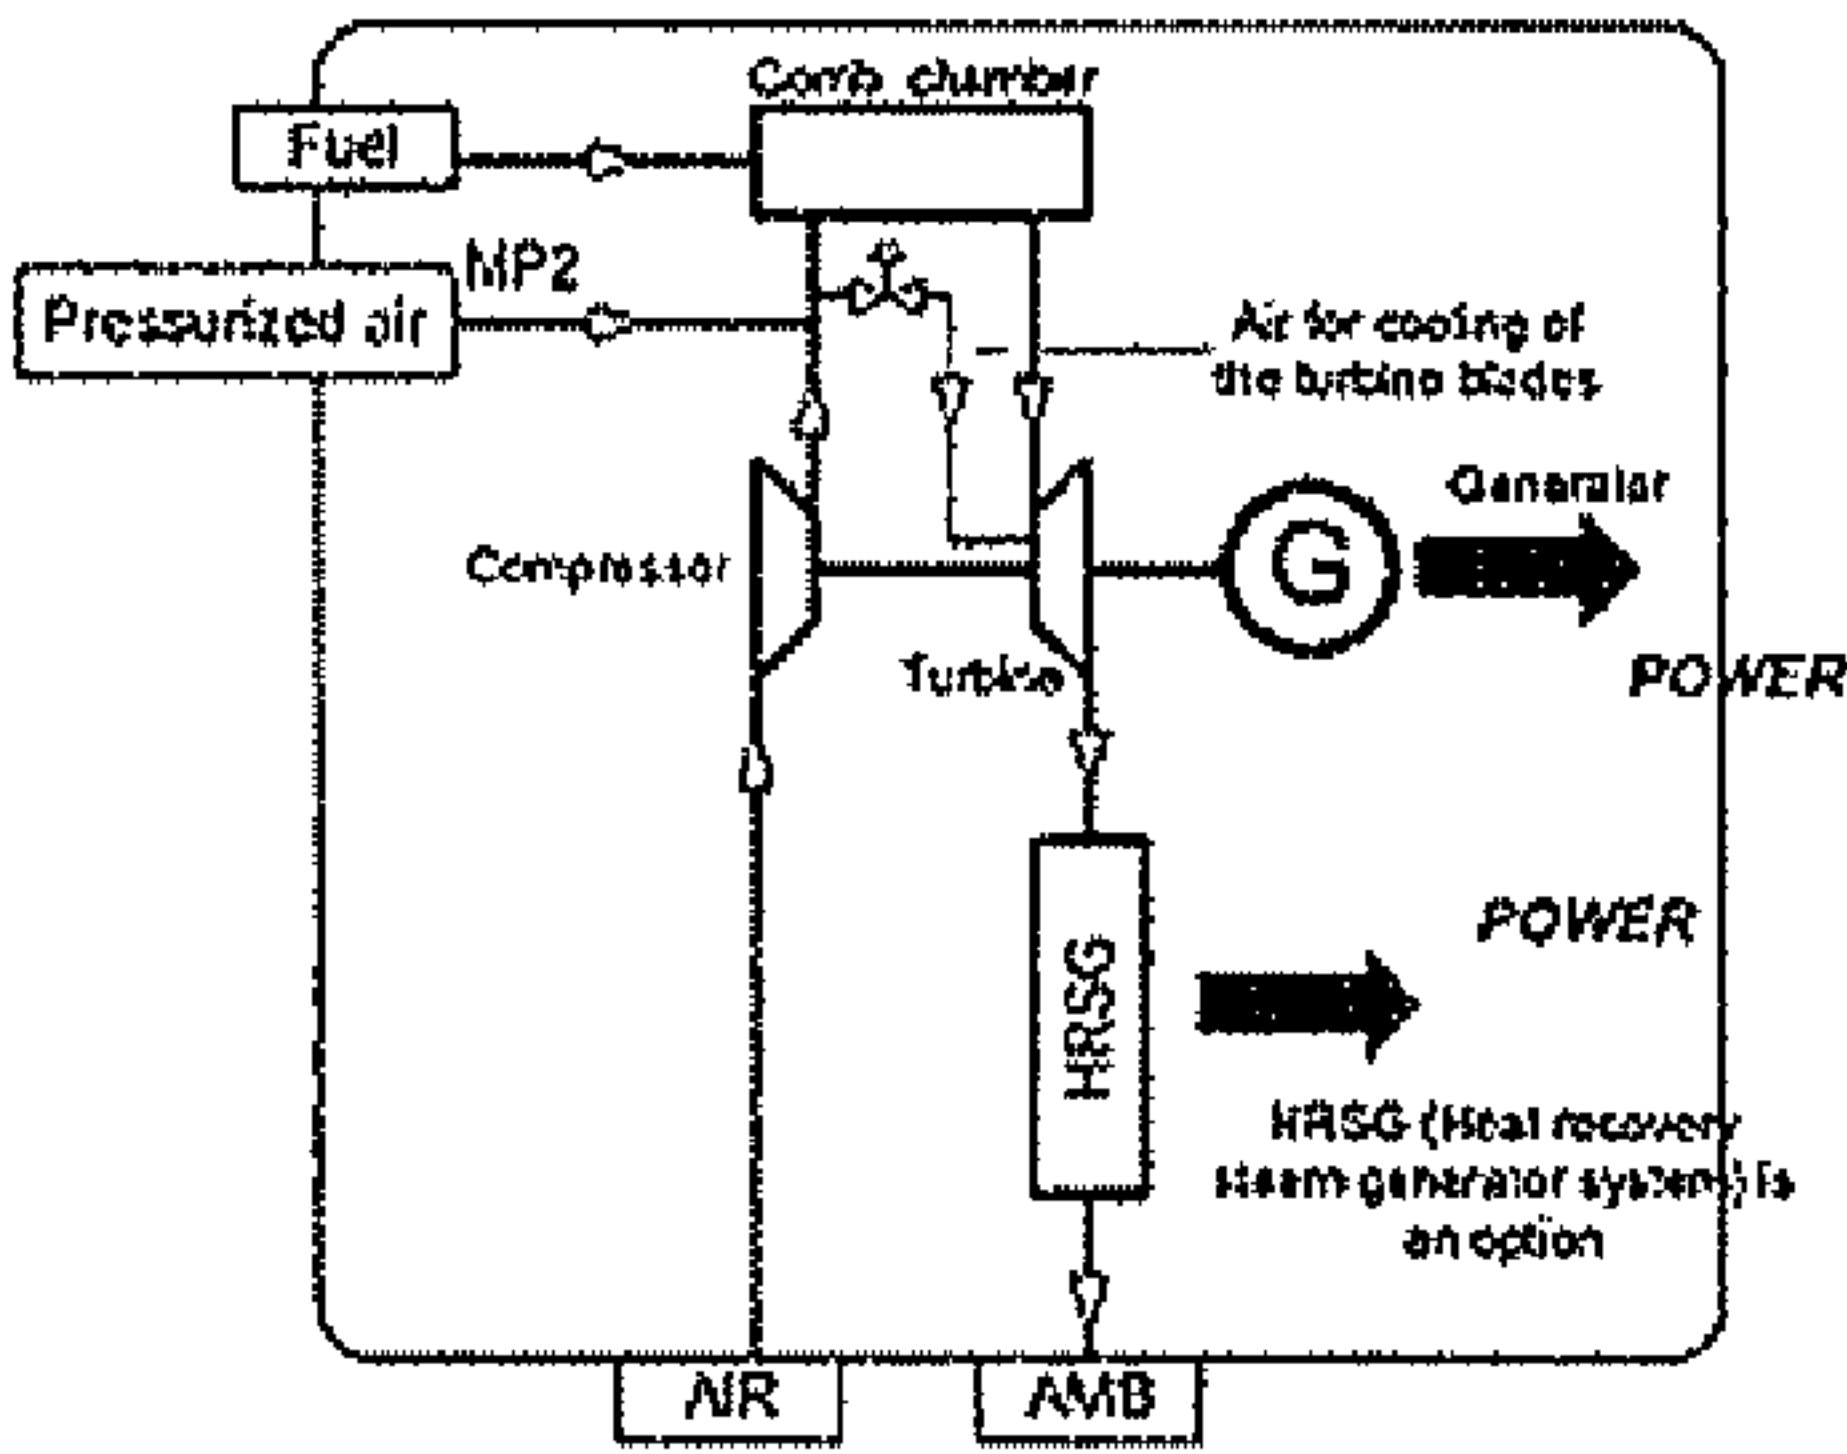 Comb chamber
Fuel
MP2
Pressurized air
Air for cooling of
the turbine blades
Generator
G
Compressor
POWER
Turbine
POWER
HRSG
HRSG (Heat recovery
steam generator system) is
an option
AIR
AMB